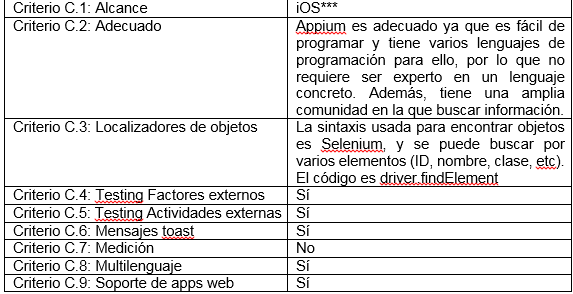 Criterio C.1: Alcance iOS***
Criterio C.2: Adecuado Appium es adecuado ya que es fácil de
programar y tiene varios lenguajes de
programación para ello, por lo que no
requiere ser experto en un lenguaje
concreto. Además, tiene una amplia
comunidad en la que buscar información.
Criterio C.3: Localizadores de objetos La sintaxis usada para encontrar objetos
es Selenium, y se puede buscar por
varios elementos (ID, nombre, clase, etc).
El código es driver.findElement
Criterio C.4: Testing Factores externos Sí
Criterio C.5: Testing Actividades externas Sí
Criterio C.6: Mensajes toast Sí
Criterio C.7: Medición No
Criterio C.8: Multilenguaje Sí
Criterio C.9: Soporte de apps web Sí